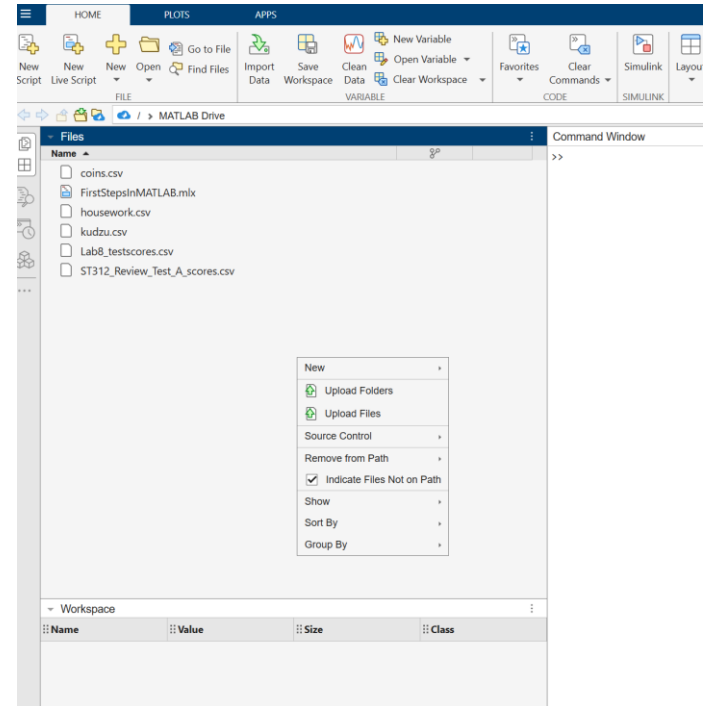 HOME PLOTS APPS
New Script
New Live Script
New
Open
Go to File
Find Files
FILE
Import Data
Save Workspace
Clean Data
New Variable
Open Variable
Clear Workspace
VARIABLE
Favorites
Clear Commands
CODE
Simulink
SIMULINK
Layou
/ > MATLAB Drive
Files
Name
coins.csv
FirstStepsInMATLAB.mlx
housework.csv
kudzu.csv
Lab8_testscores.csv
ST312_Review_Test_A_scores.csv
New
Upload Folders
Upload Files
Source Control
Remove from Path
Indicate Files Not on Path
Show
Sort By
Group By
Workspace
Name Value Size Class
Command Window
>>